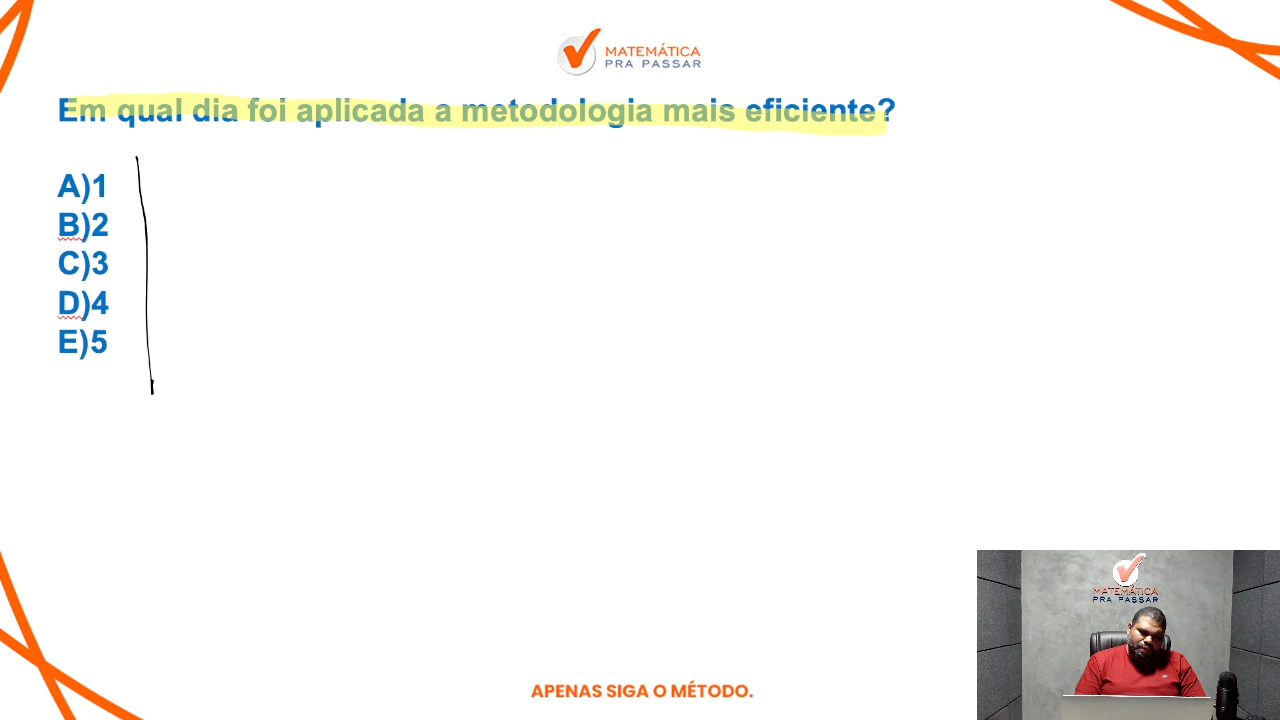 MATEMÁTICA
PRA PASSAR
Em qual dia foi aplicada a metodologia mais eficiente?
A)1
B)2
C)3
D)4
E)5
MATEMÁTICA
PRA PASSAR
APENAS SIGA O MÉTODO.